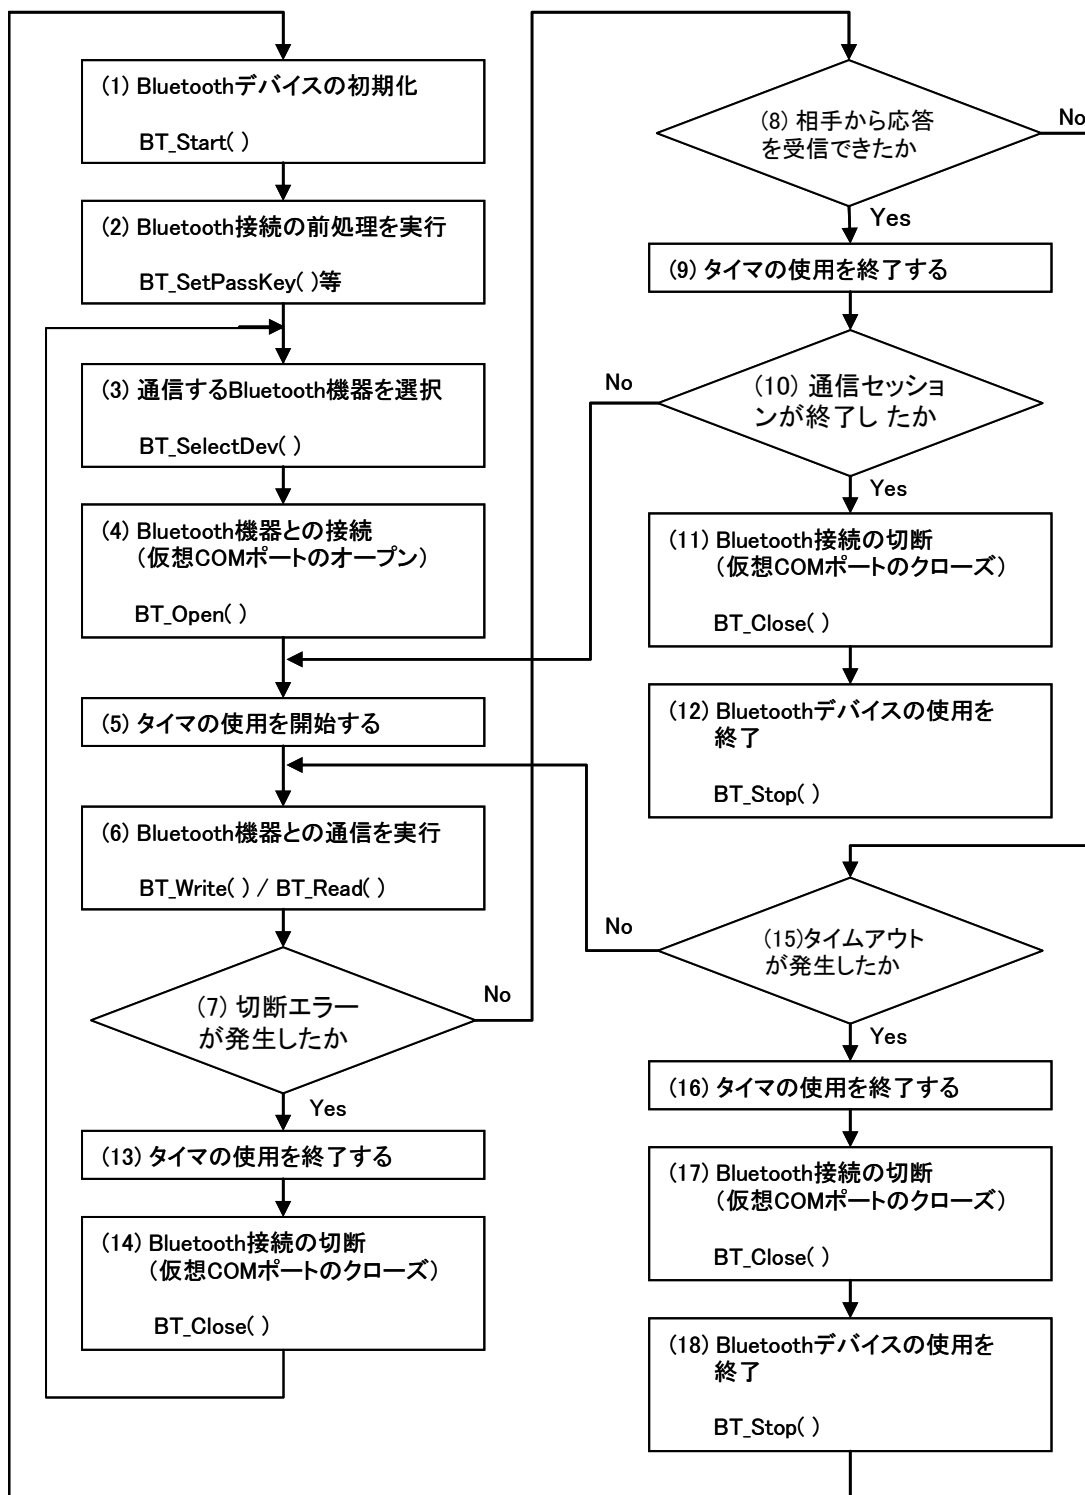 (1) Bluetoothデバイスの初期化
BT_Start( )
(2) Bluetooth接続の前処理を実行
BT_SetPassKey( )等
(3) 通信するBluetooth機器を選択
BT_SelectDev( )
(4) Bluetooth機器との接続
(仮想COMポートのオープン)
BT_Open( )
(5) タイマの使用を開始する
(6) Bluetooth機器との通信を実行
BT_Write( ) / BT_Read( )
(7) 切断エラー
が発生したか
No
Yes
(13) タイマの使用を終了する
(14) Bluetooth接続の切断
(仮想COMポートのクローズ)
BT_Close( )
(8) 相手から応答
を受信できたか
No
Yes
(9) タイマの使用を終了する
(10) 通信セッショ
ンが終了し たか
No
Yes
(11) Bluetooth接続の切断
(仮想COMポートのクローズ)
BT_Close( )
(12) Bluetoothデバイスの使用を
終了
BT_Stop( )
(15)タイムアウト
が発生したか
No
Yes
(16) タイマの使用を終了する
(17) Bluetooth接続の切断
(仮想COMポートのクローズ)
BT_Close( )
(18) Bluetoothデバイスの使用を
終了
BT_Stop( )